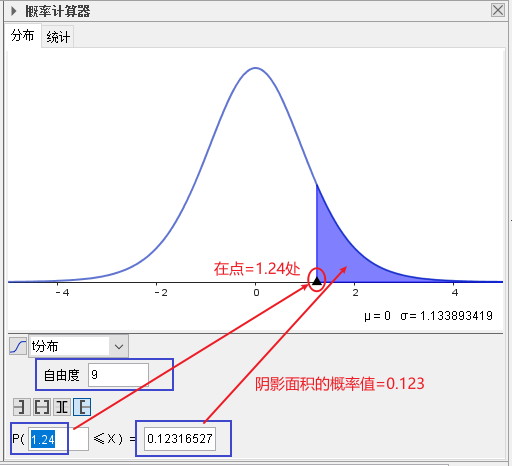 概率计算器
分布 统计
在点=1.24处
-4 -2 0 2 4
μ = 0 σ = 1.133893419
t分布
自由度 9
阴影面积的概率值=0.123
P( 1.24 ≤ X ) = 0.12316527